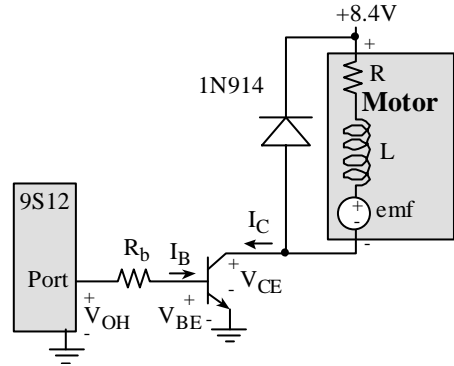 +8.4V
+
1N914
R
Motor
L
+
-
emf
-
9S12
Port
+
V_OH
-
R_b
I_B
I_C
+
V_CE
-
+
V_BE
-